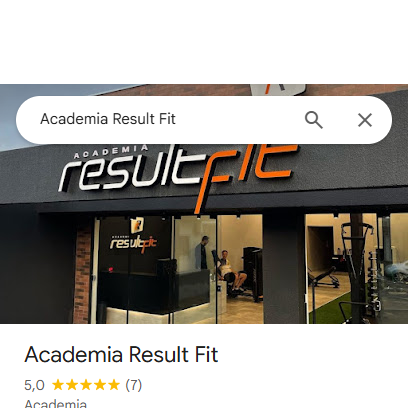 Academia Result Fit
ACADEMIA
resultfit
resultfit
Academia Result Fit
5,0 (7)
Academia